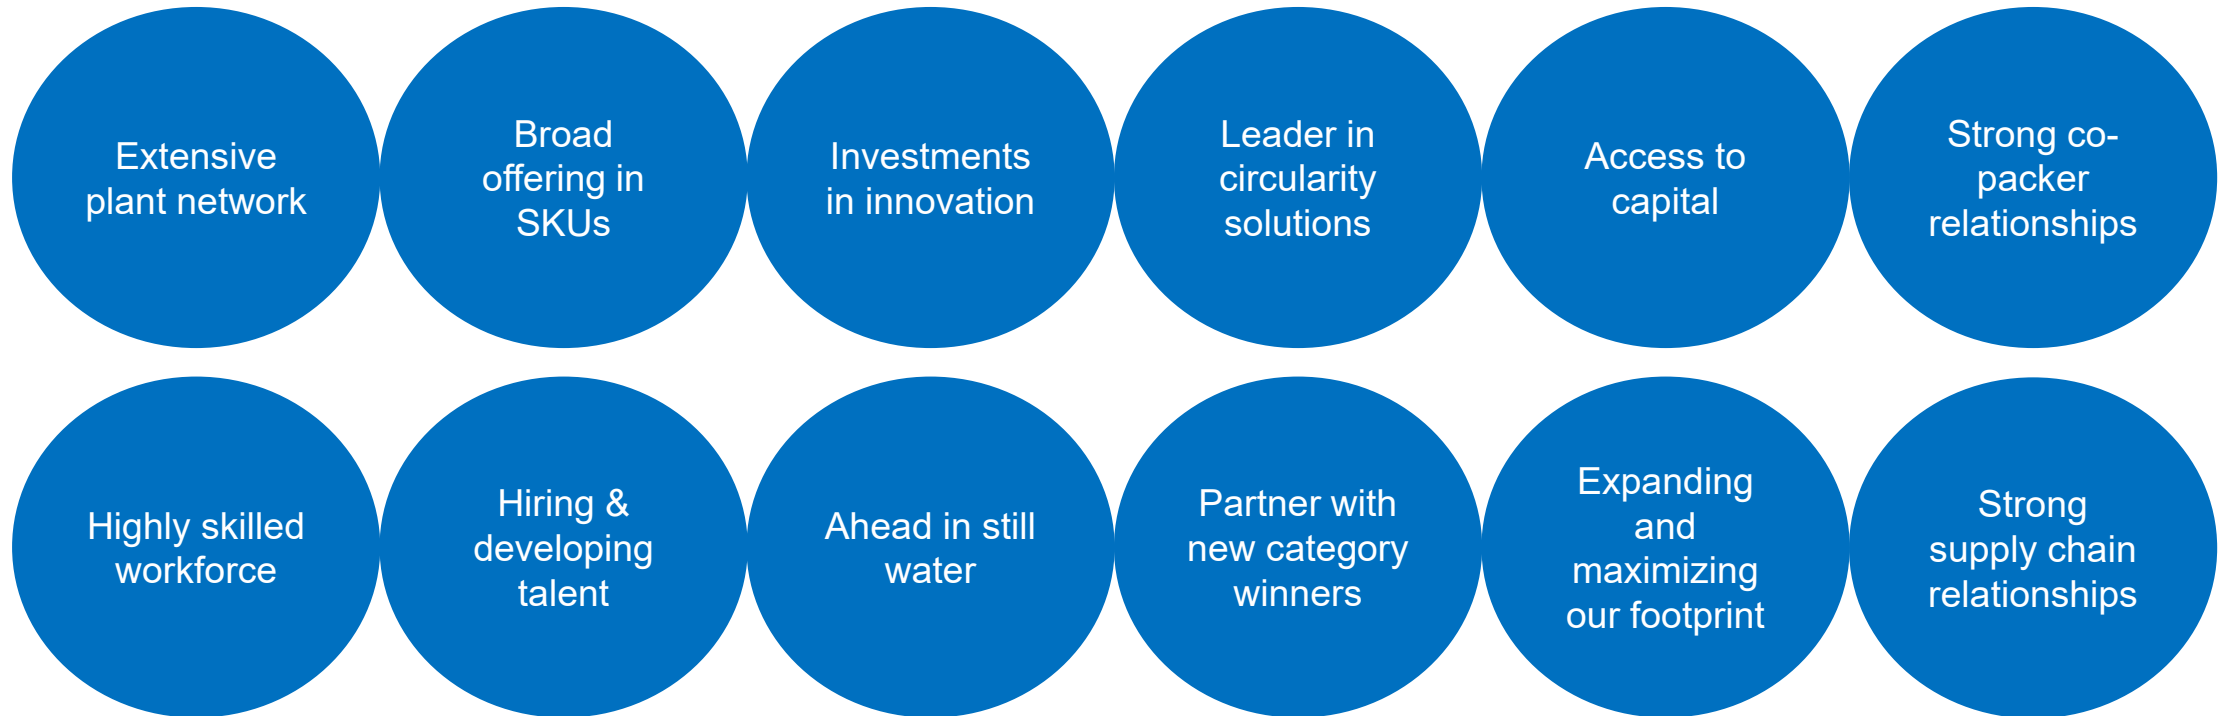 Extensive
plant network
Broad
offering in
SKUs
Investments
in innovation
Leader in
circularity
solutions
Access to
capital
Strong co-
packer
relationships
Highly skilled
workforce
Hiring &
developing
talent
Ahead in still
water
Partner with
new category
winners
Expanding
and
maximizing
our footprint
Strong
supply chain
relationships